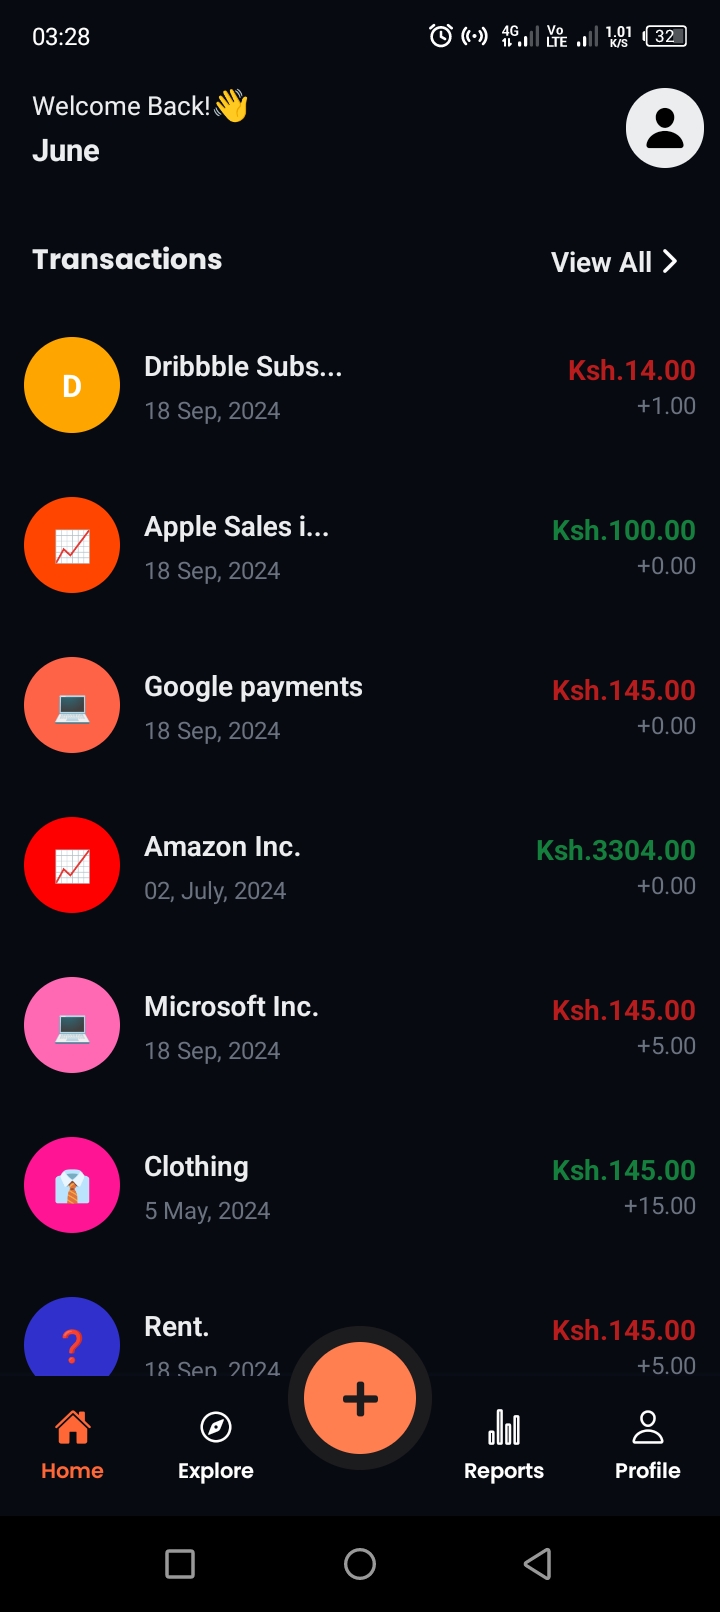 03:28
4G Vo LTE 1.01 K/S 32
Welcome Back!👋
June
Transactions
View All
D
Dribbble Subs...
Ksh.14.00
18 Sep, 2024
+1.00
Apple Sales i...
Ksh.100.00
18 Sep, 2024
+0.00
Google payments
Ksh.145.00
18 Sep, 2024
+0.00
Amazon Inc.
Ksh.3304.00
02, July, 2024
+0.00
Microsoft Inc.
Ksh.145.00
18 Sep, 2024
+5.00
Clothing
Ksh.145.00
5 May, 2024
+15.00
Rent.
Ksh.145.00
18 Sep, 2024
+5.00
Home
Explore
Reports
Profile